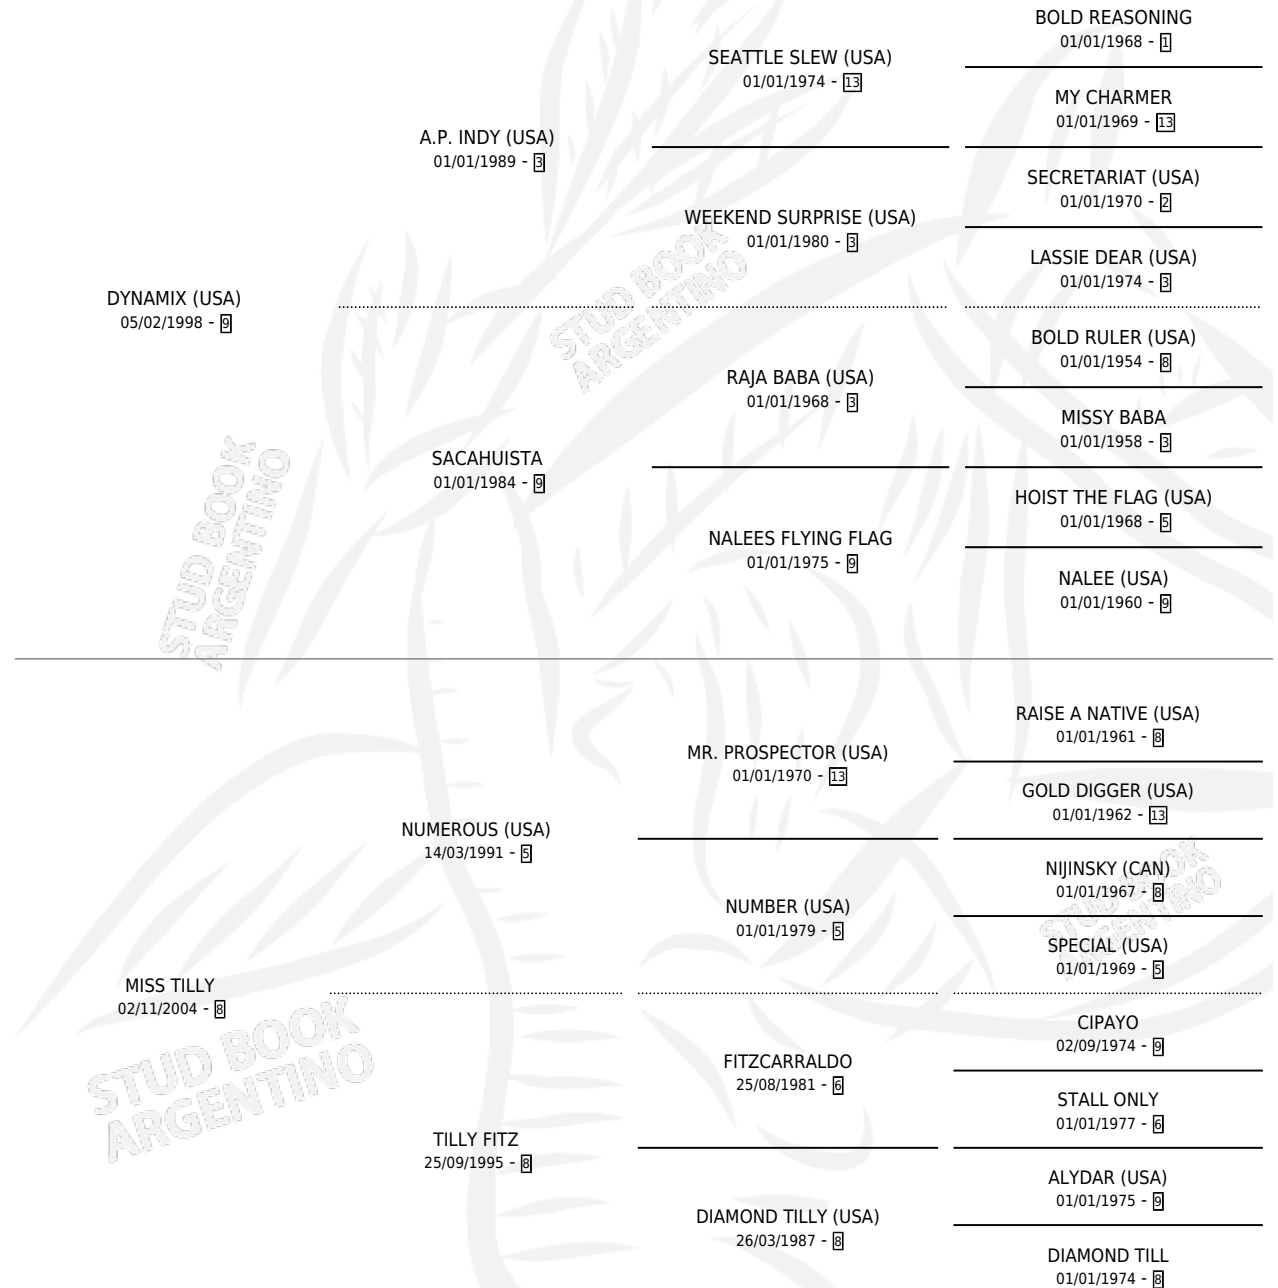 BOLD REASONING
01/01/1968 - 1
SEATTLE SLEW (USA)
01/01/1974 - 13
MY CHARMER
01/01/1969 - 13
A.P. INDY (USA)
01/01/1989 - 3
SECRETARIAT (USA)
01/01/1970 - 2
WEEKEND SURPRISE (USA)
01/01/1980 - 3
LASSIE DEAR (USA)
01/01/1974 - 3
DYNAMIX (USA)
05/02/1998 - 9
STUD BOOK
ARGENTINO
BOLD RULER (USA)
01/01/1954 - 8
RAJA BABA (USA)
01/01/1968 - 3
MISSY BABA
01/01/1958 - 3
SACAHUISTA
01/01/1984 - 9
HOIST THE FLAG (USA)
01/01/1968 - 5
NALEES FLYING FLAG
01/01/1975 - 9
NALEE (USA)
01/01/1960 - 9
STUD BOOK
ARGENTINO
RAISE A NATIVE (USA)
01/01/1961 - 8
MR. PROSPECTOR (USA)
01/01/1970 - 13
GOLD DIGGER (USA)
01/01/1962 - 13
NUMEROUS (USA)
14/03/1991 - 5
NIJINSKY (CAN)
01/01/1967 - 8
NUMBER (USA)
01/01/1979 - 5
SPECIAL (USA)
01/01/1969 - 5
STUD BOOK
ARGENTINO
MISS TILLY
02/11/2004 - 8
STUD BOOK
ARGENTINO
CIPAYO
02/09/1974 - 9
FITZCARRALDO
25/08/1981 - 6
STALL ONLY
01/01/1977 - 6
TILLY FITZ
25/09/1995 - 8
ALYDAR (USA)
01/01/1975 - 9
DIAMOND TILLY (USA)
26/03/1987 - 8
DIAMOND TILL
01/01/1974 - 8